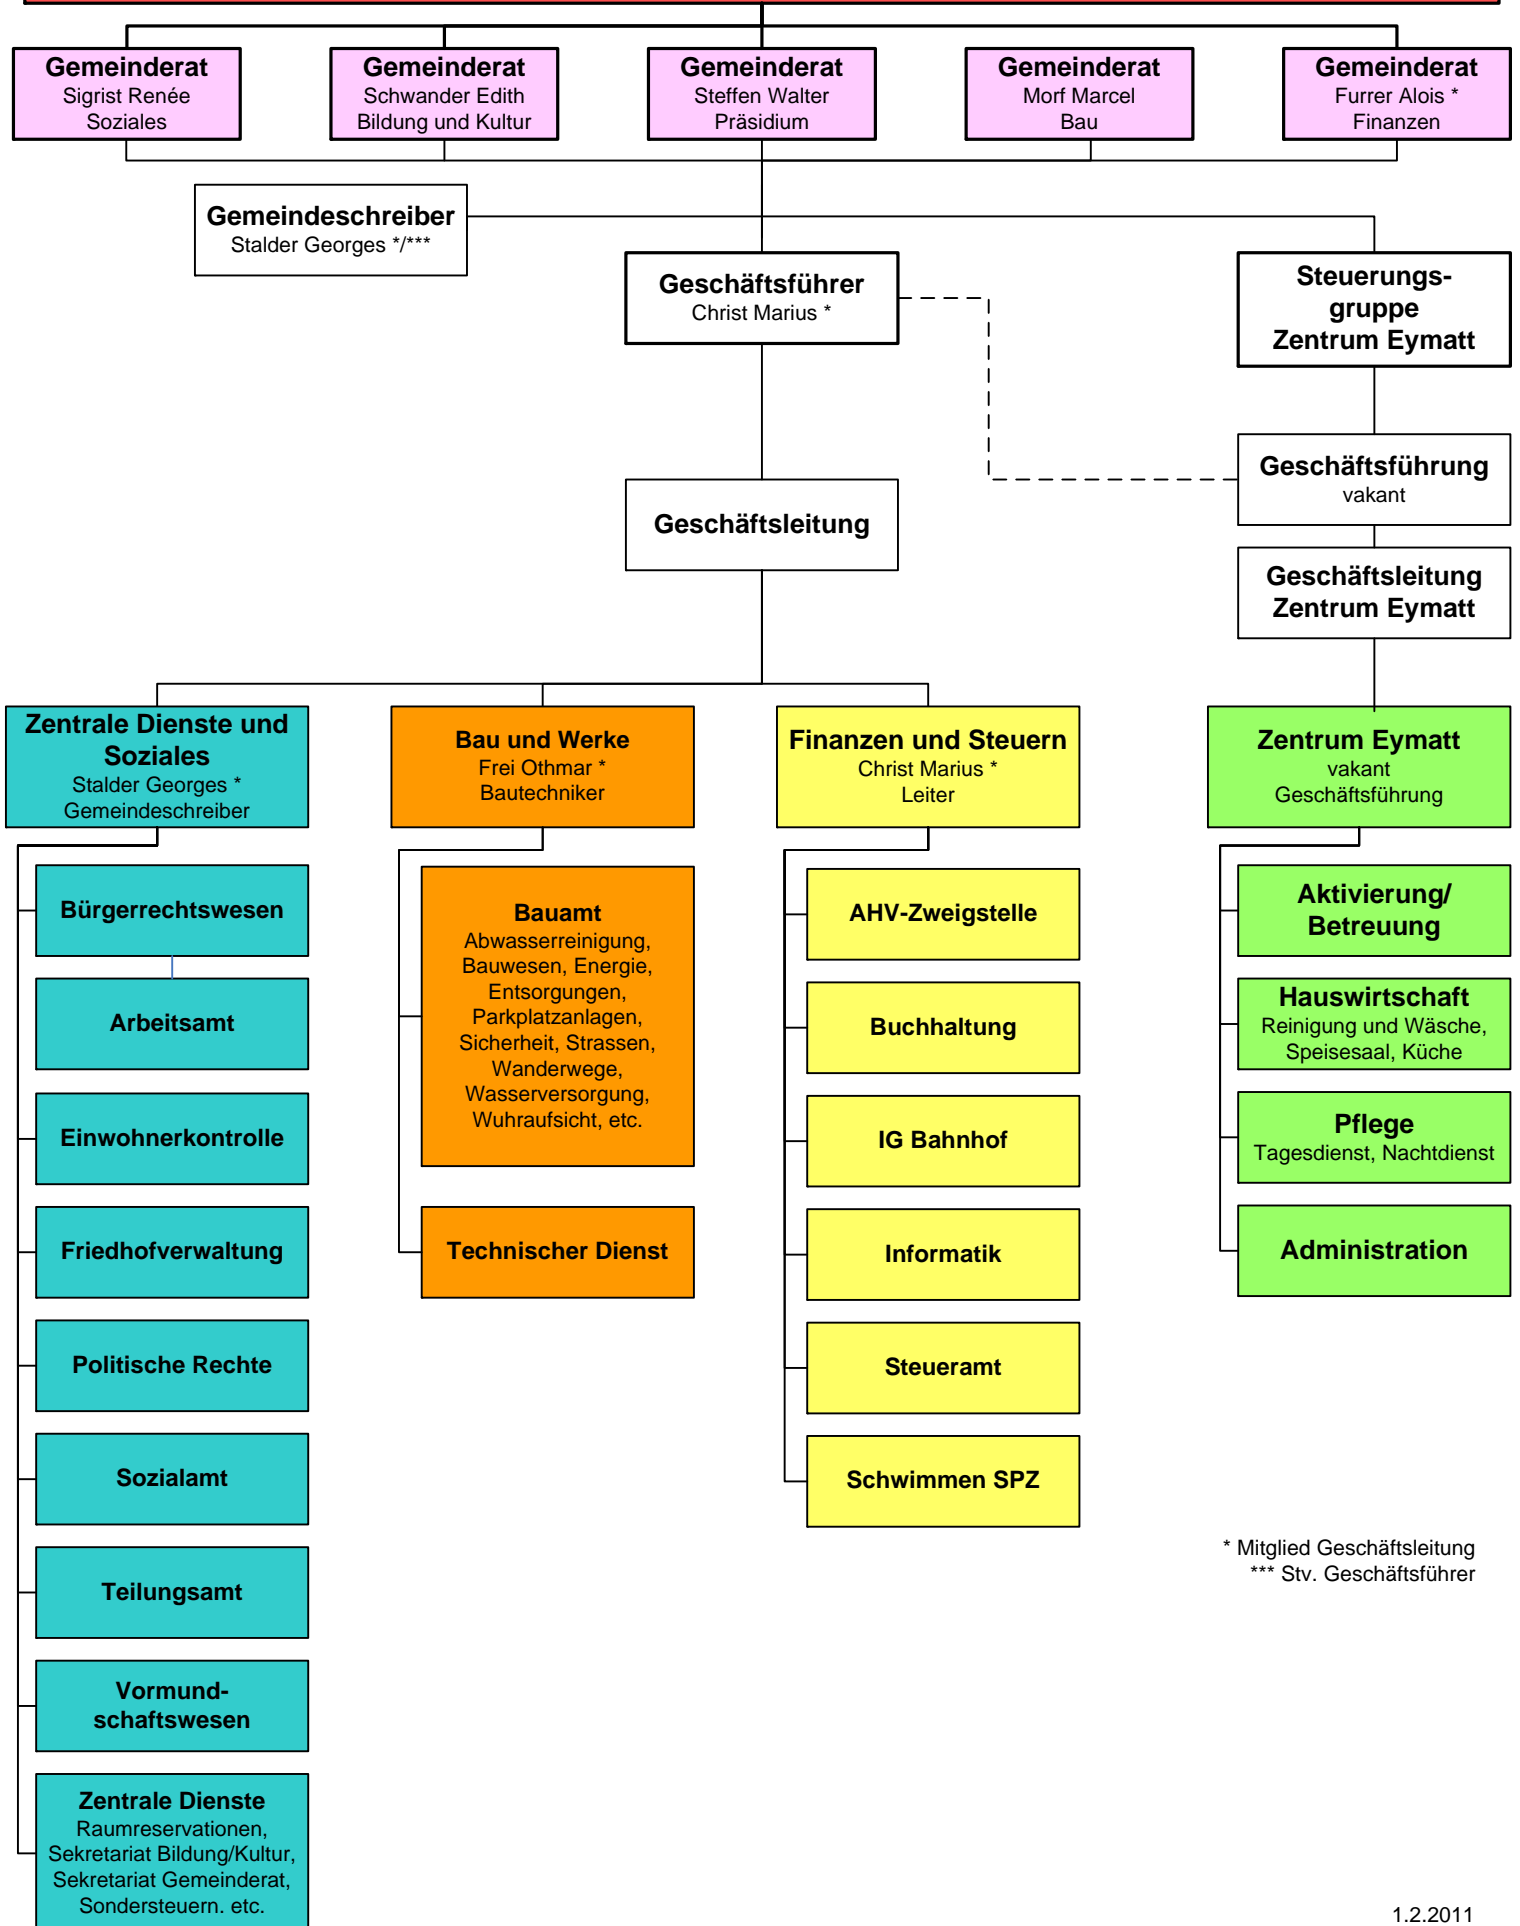 Gemeinderat
Sigrist Renée
Soziales
Gemeinderat
Schwander Edith
Bildung und Kultur
Gemeinderat
Steffen Walter
Präsidium
Gemeinderat
Morf Marcel
Bau
Gemeinderat
Furrer Alois *
Finanzen
Gemeindeschreiber
Stalder Georges */***
Geschäftsführer
Christ Marius *
Steuerungs-
gruppe
Zentrum Eymatt
Geschäftsführung
vakant
Geschäftsleitung
Geschäftsleitung
Zentrum Eymatt
Zentrale Dienste und
Soziales
Stalder Georges *
Gemeindeschreiber
Bürgerrechtswesen
Arbeitsamt
Einwohnerkontrolle
Friedhofverwaltung
Politische Rechte
Sozialamt
Teilungsamt
Vormund-
schaftswesen
Zentrale Dienste
Raumreservationen,
Sekretariat Bildung/Kultur,
Sekretariat Gemeinderat,
Sondersteuern. etc.
Bau und Werke
Frei Othmar *
Bautechniker
Bauamt
Abwasserreinigung,
Bauwesen, Energie,
Entsorgungen,
Parkplatzanlagen,
Sicherheit, Strassen,
Wanderwege,
Wasserversorgung,
Wuhraufsicht, etc.
Technischer Dienst
Finanzen und Steuern
Christ Marius *
Leiter
AHV-Zweigstelle
Buchhaltung
IG Bahnhof
Informatik
Steueramt
Schwimmen SPZ
Zentrum Eymatt
vakant
Geschäftsführung
Aktivierung/
Betreuung
Hauswirtschaft
Reinigung und Wäsche,
Speisesaal, Küche
Pflege
Tagesdienst, Nachtdienst
Administration
* Mitglied Geschäftsleitung
*** Stv. Geschäftsführer
1.2.2011